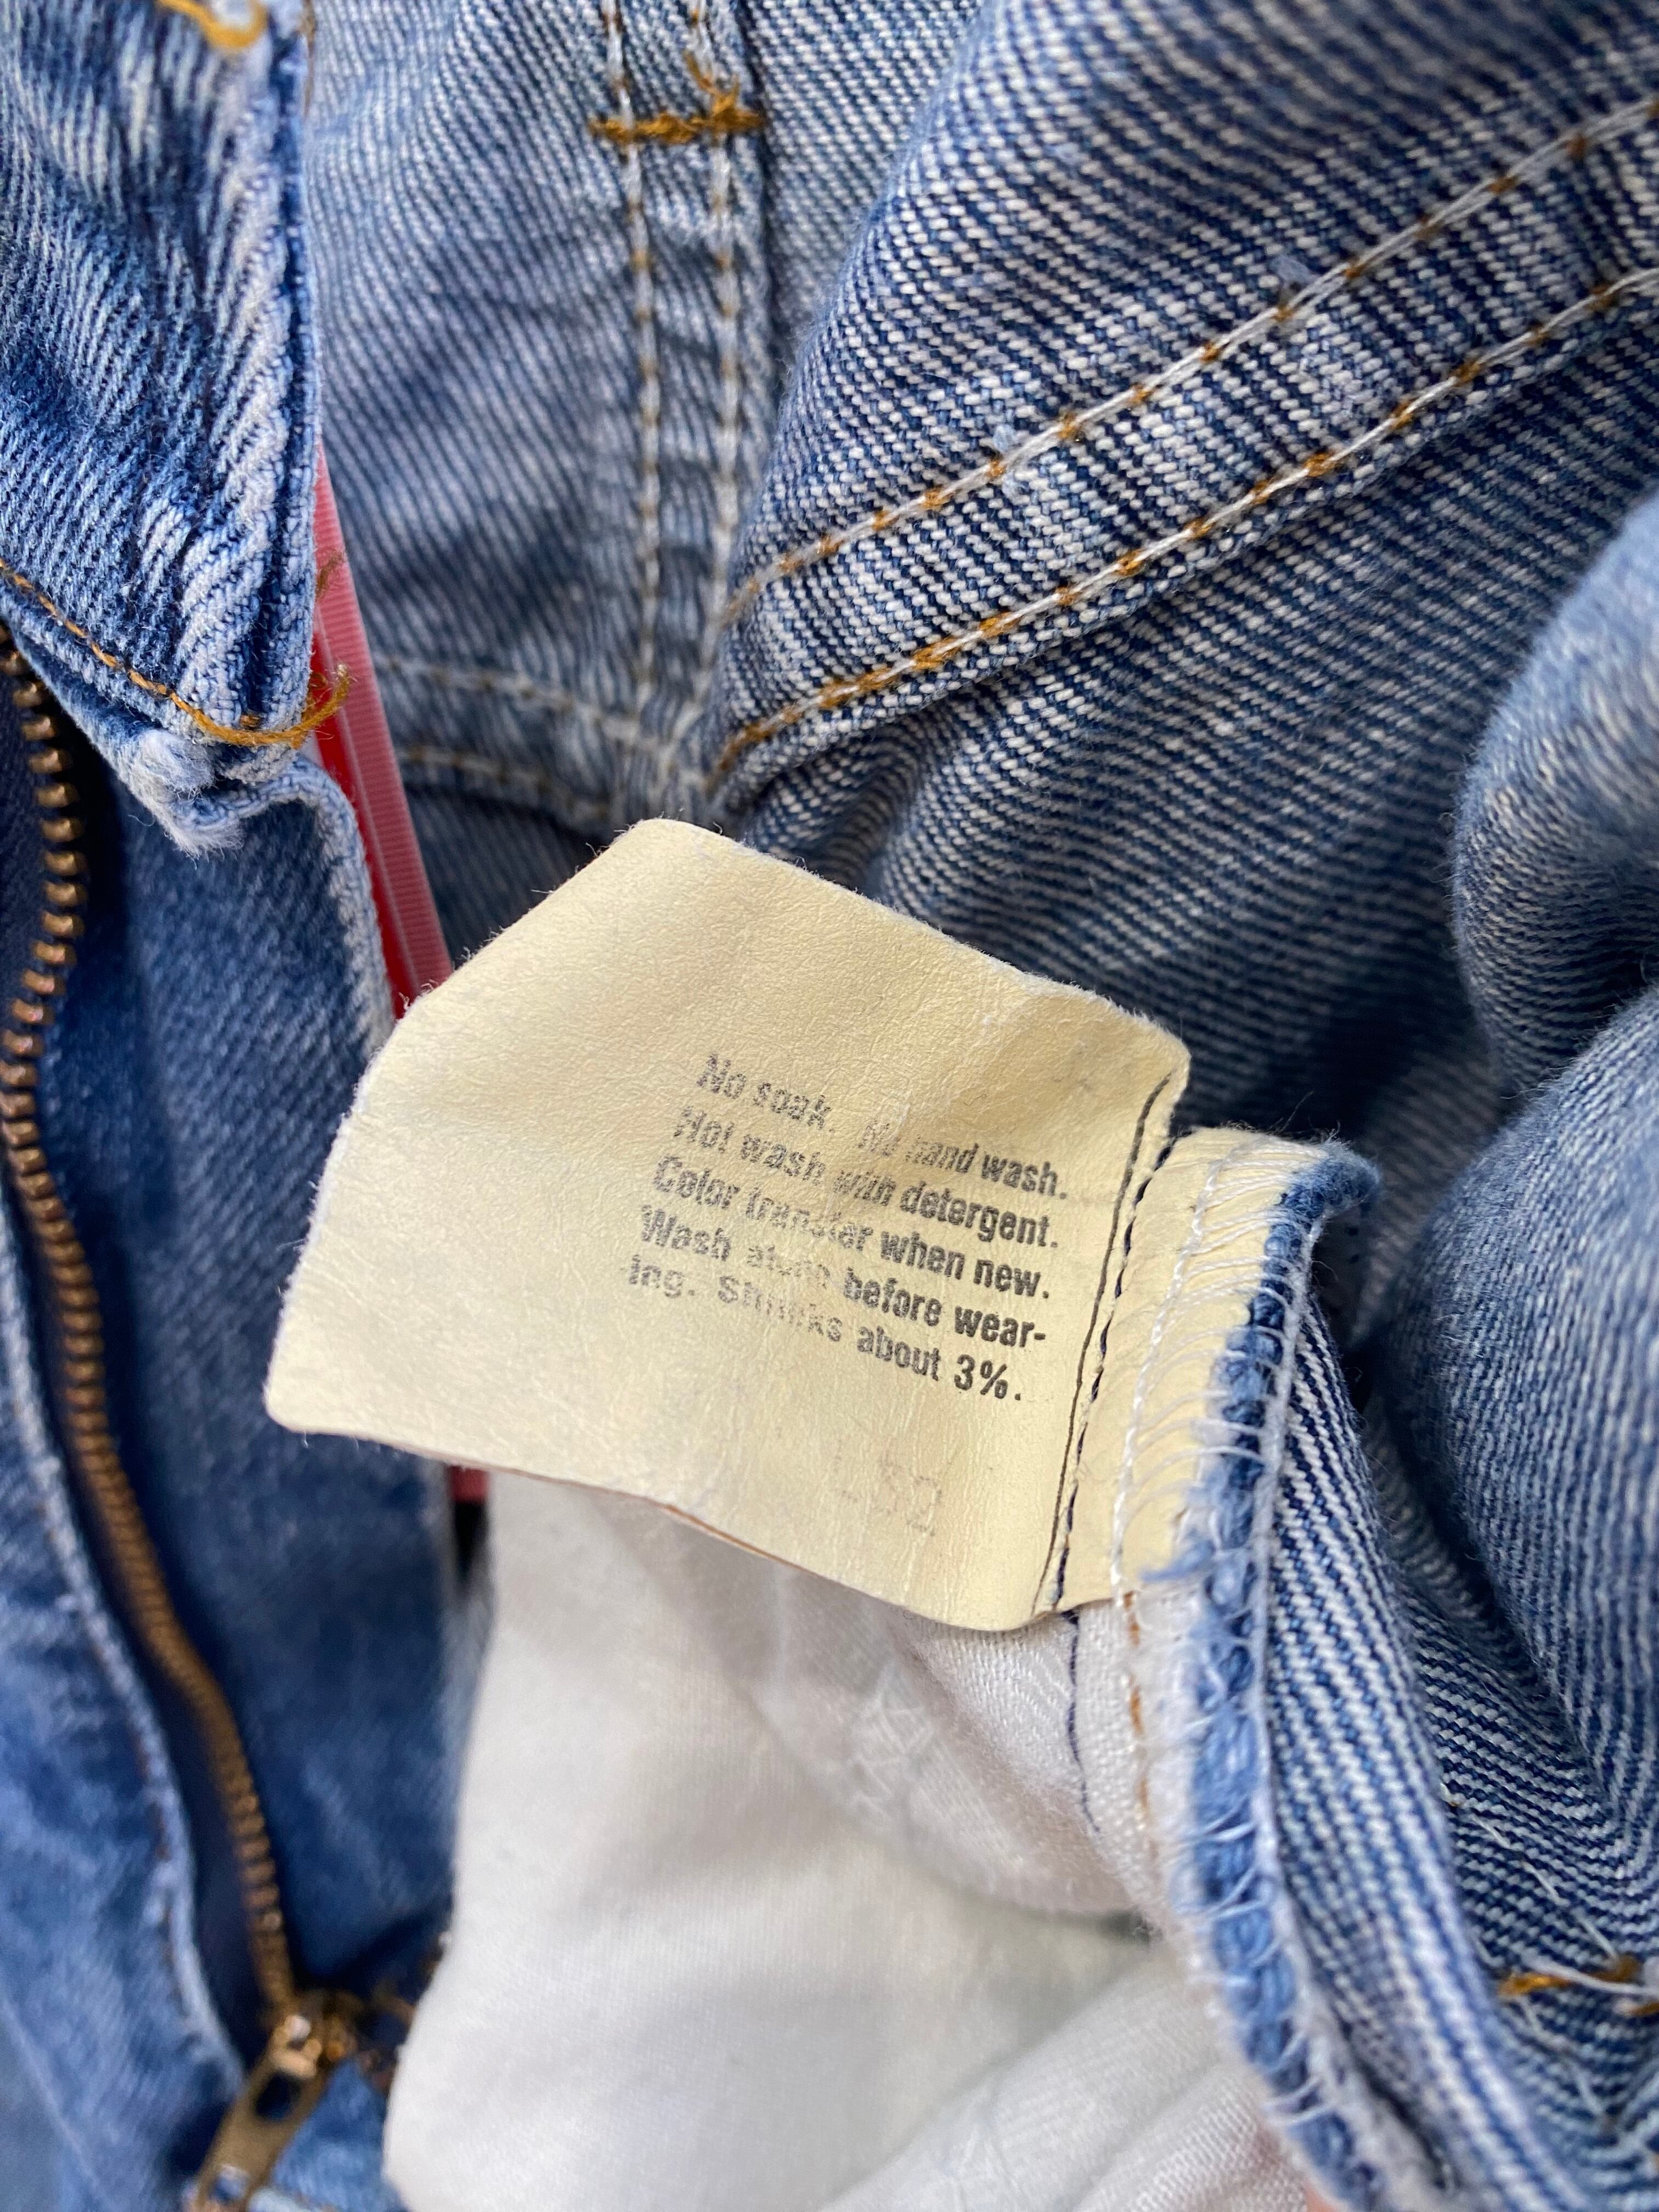 No soak. No hand wash.
Hot wash with detergent.
Color transfer when new.
Wash alone before wear-
ing. Shrinks about 3%.